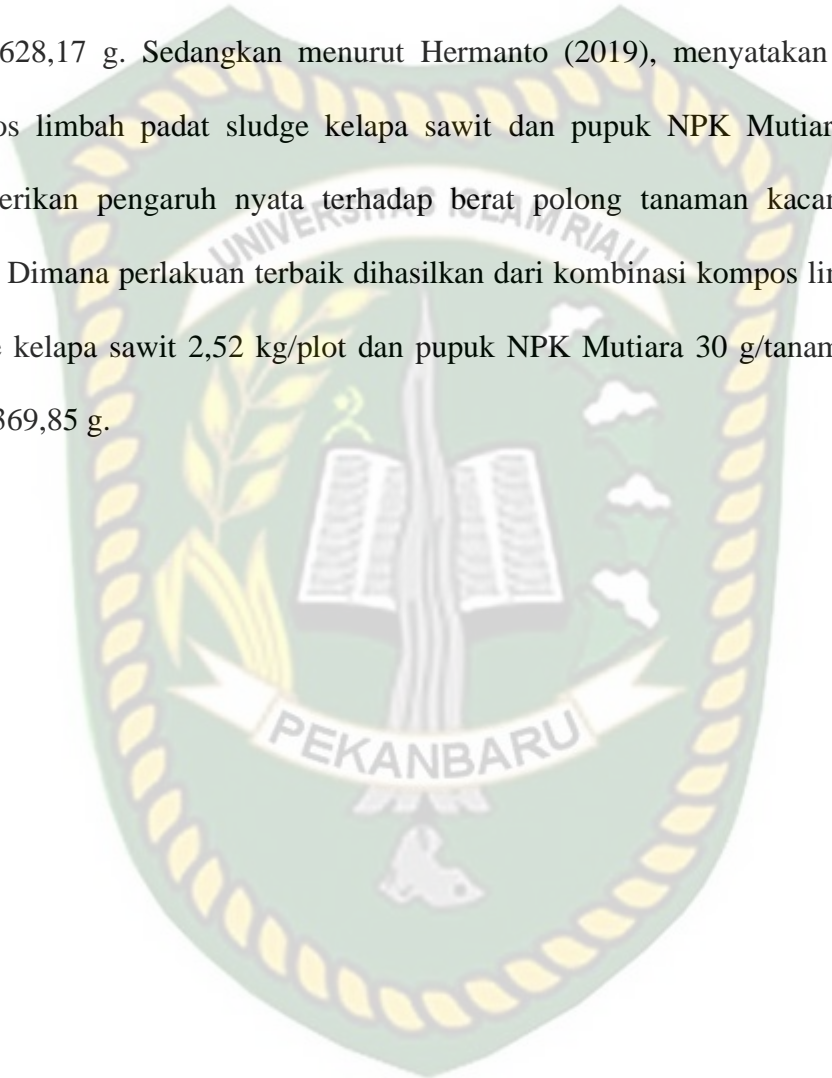 628,17 g. Sedangkan menurut Hermanto (2019), menyatakan
os limbah padat sludge kelapa sawit dan pupuk NPK Mutiar
erikan pengaruh nyata terhadap berat polong tanaman kacar
UNIVERSITAS ISLAM RIAU
Dimana perlakuan terbaik dihasilkan dari kombinasi kompos lir
kelapa sawit 2,52 kg/plot dan pupuk NPK Mutiara 30 g/tanam
369,85 g.
PEKANBARU